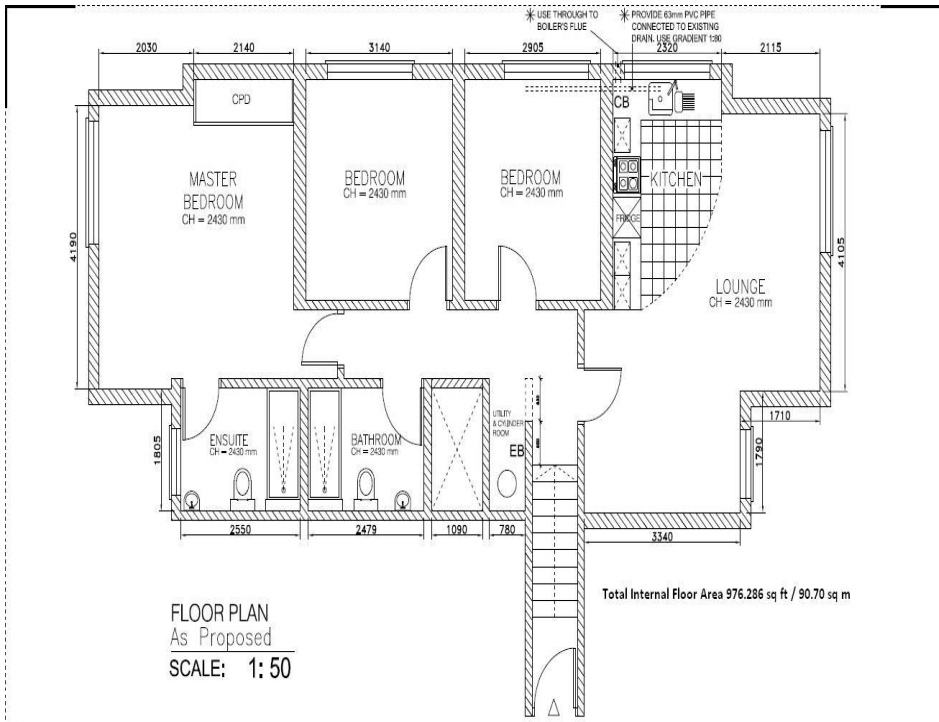 USE THROUGH TO
BOILER'S FLUE
PROVIDE 63mm PVC PIPE
CONNECTED TO EXISTING
DRAIN. USE GRADIENT 1:80
2030
2140
3140
2905
2320
2115
CPD
CB
MASTER
BEDROOM
CH = 2430 mm
BEDROOM
CH = 2430 mm
BEDROOM
CH = 2430 mm
KITCHEN
FRIDGE
4190
4105
LOUNGE
CH = 2430 mm
1710
UTILITY
& CYLINDER
ROOM
EB
ENSUITE
CH = 2430 mm
BATHROOM
CH = 2430 mm
1805
1790
2550
2479
1090
780
3340
Total Internal Floor Area 976.286 sq ft / 90.70 sq m
FLOOR PLAN
As Proposed
SCALE: 1:50